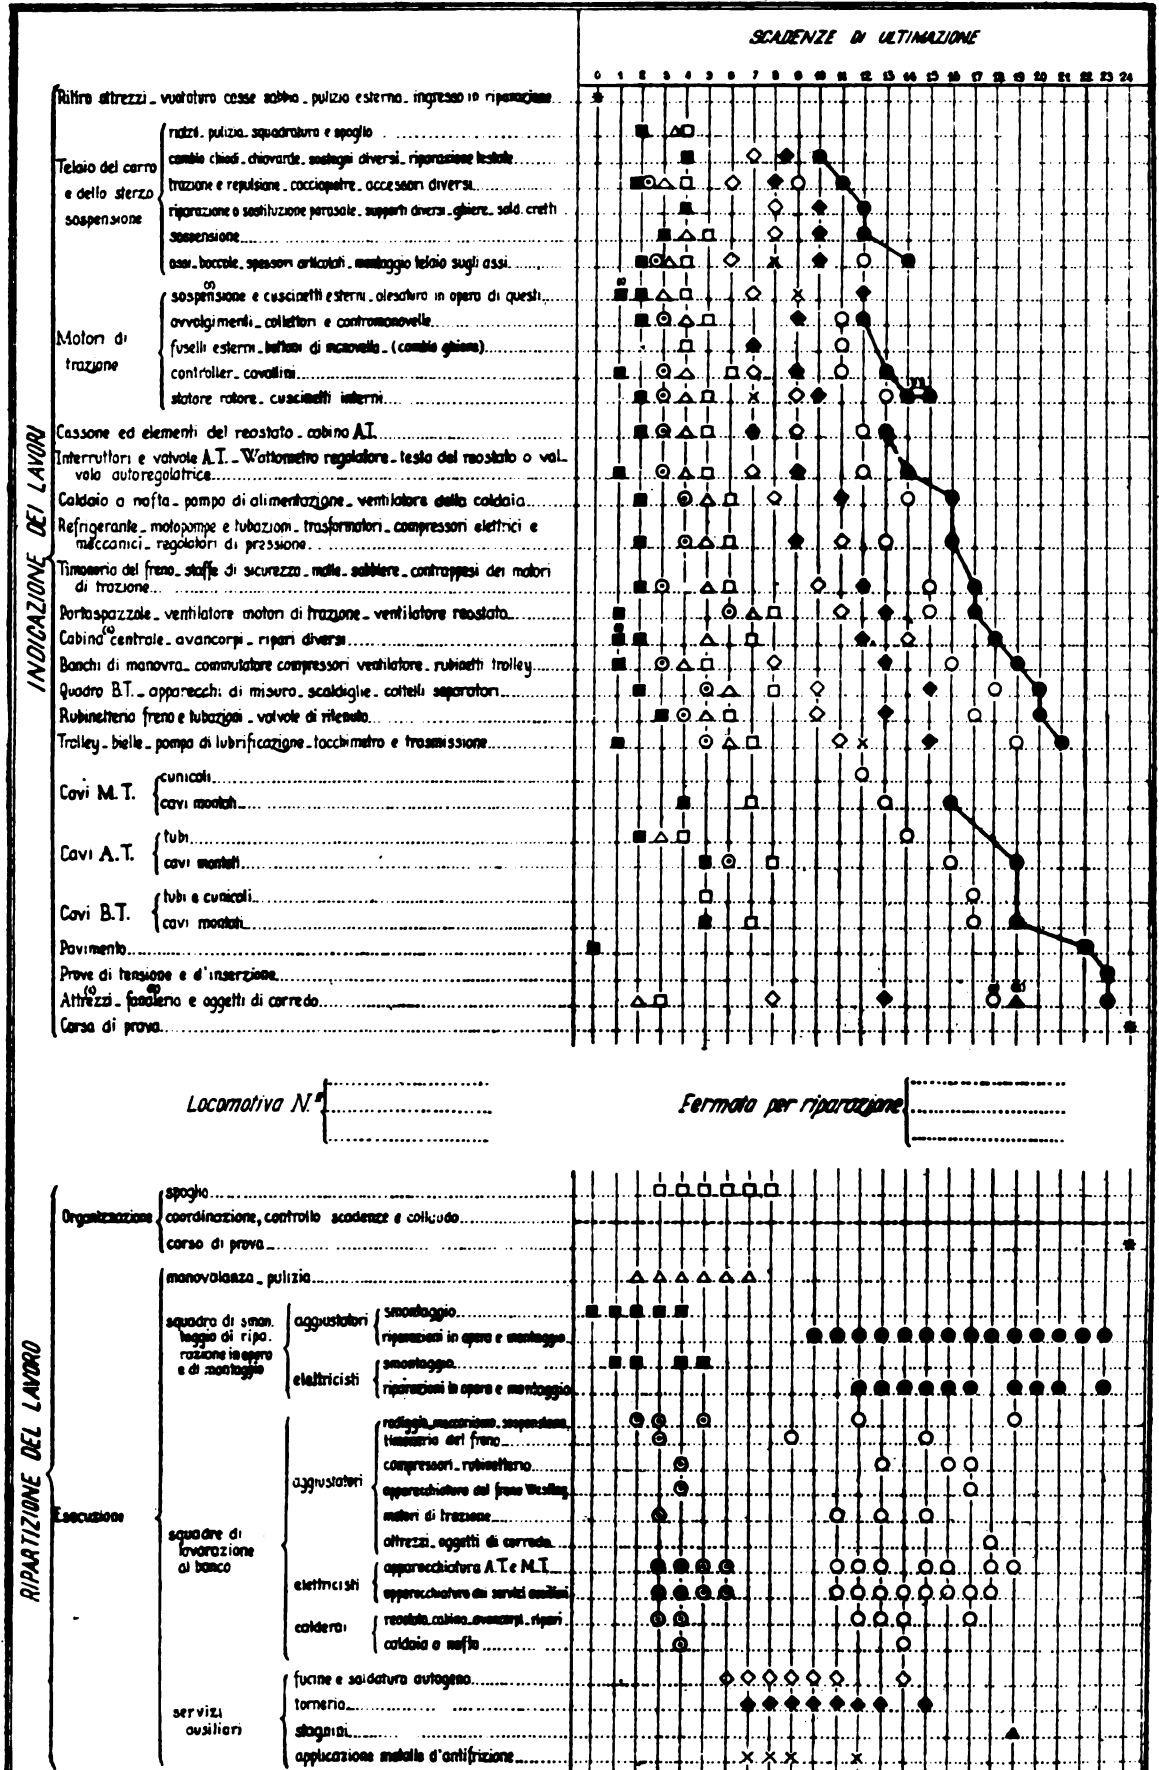 SCADENZE DI ULTIMAZIONE
0 1 2 3 4 5 6 7 8 9 10 11 12 13 14 15 16 17 18 19 20 21 22 23 24
INDICAZIONE DEI LAVORI
Ritiro attrezzi - vuotatura casse sabbia - pulizia esterna - ingresso in riparazione
Telaio del carro e dello sterzo sospensione
rialzo - pulizia - squadratura e spoglio
cambio chiodi - chiavarde - sostegni diversi - riparazione testate
trazione e repulsione - cacciapietre - accessori diversi
riparazione o sostituzione parasale - supporti diversi - ghiere - sald. cretti
sospensione
assi - boccole - spessori articolati - montaggio telaio sugli assi
Motori di trazione
sospensione e cuscinetti esterni - alesatura in opera di questi
avvolgimenti - collettori e contromanovelle
fuselli esterni - bottoni di manovella - (cambio ghiere)
controller - cavallini
statore rotore - cuscinetti interni
Cassone ed elementi del reostato - cabina A.T.
Interruttori e valvole A.T. - Wattometro regolatore - testa del reostato o val-
vola autoregolatrice
Caldaia a nafta - pompa di alimentazione - ventilatore della caldaia
Refrigerante - motopompe e tubazioni - trasformatori - compressori elettrici e
meccanici - regolatori di pressione
Timoneria del freno - staffe di sicurezza - molle - sabbiere - contrappesi dei motori
di trazione
Portaspazzole - ventilatore motori di trazione - ventilatore reostato
Cabina centrale - avancorpi - ripari diversi
Banchi di manovra - commutatore compressori ventilatore - rubinetti trolley
Quadro B.T. - apparecchi di misura - scaldiglie - coltelli separatori
Rubinetteria freno e tubazioni - valvole di ritenuta
Trolley - bielle - pompa di lubrificazione - tacchimetro e trasmissione
Cavi M.T.
cunicoli
cavi montati
Cavi A.T.
tubi
cavi montati
Cavi B.T.
tubi e cunicoli
cavi montati
Pavimento
Prove di tensione e d'inserzione
Attrezzi - fanaleria e oggetti di corredo
Corsa di prova
Locomotiva N.°
Fermata per riparazione
RIPARTIZIONE DEL LAVORO
Organizzazione
spoglio
coordinazione, controllo scadenze e collaudo
corsa di prova
Esecuzione
manovalanza - pulizia
squadra di smon-
taggio di ripa-
razione in opera
e di montaggio
aggiustatori
smontaggio
riparazioni in opera e montaggio
elettricisti
smontaggio
riparazioni in opera e montaggio
squadre di
lavorazione
al banco
aggiustatori
rodiggio - meccanismo - sospensione
timoneria del freno
compressori - rubinetteria
apparecchiatura del freno Westing.
motori di trazione
attrezzi - oggetti di corredo
elettricisti
apparecchiatura A.T. e M.T.
apparecchiatura dei servizi ausiliari
calderai
reostato - cabina - avancorpi - ripari
caldaia a nafta
servizi
ausiliari
fucine e saldatura autogena
torneria
stagnini
applicazione metallo d'antifrizione